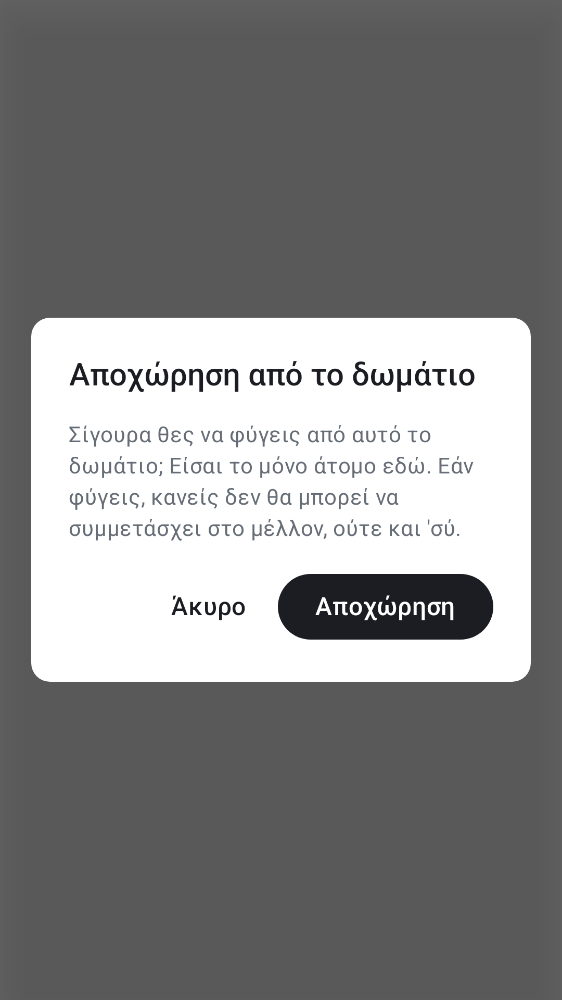 Αποχώρηση από το δωμάτιο
Σίγουρα θες να φύγεις από αυτό το
δωμάτιο; Είσαι το μόνο άτομο εδώ. Εάν
φύγεις, κανείς δεν θα μπορεί να
συμμετάσχει στο μέλλον, ούτε και 'σύ.
Άκυρο
Αποχώρηση